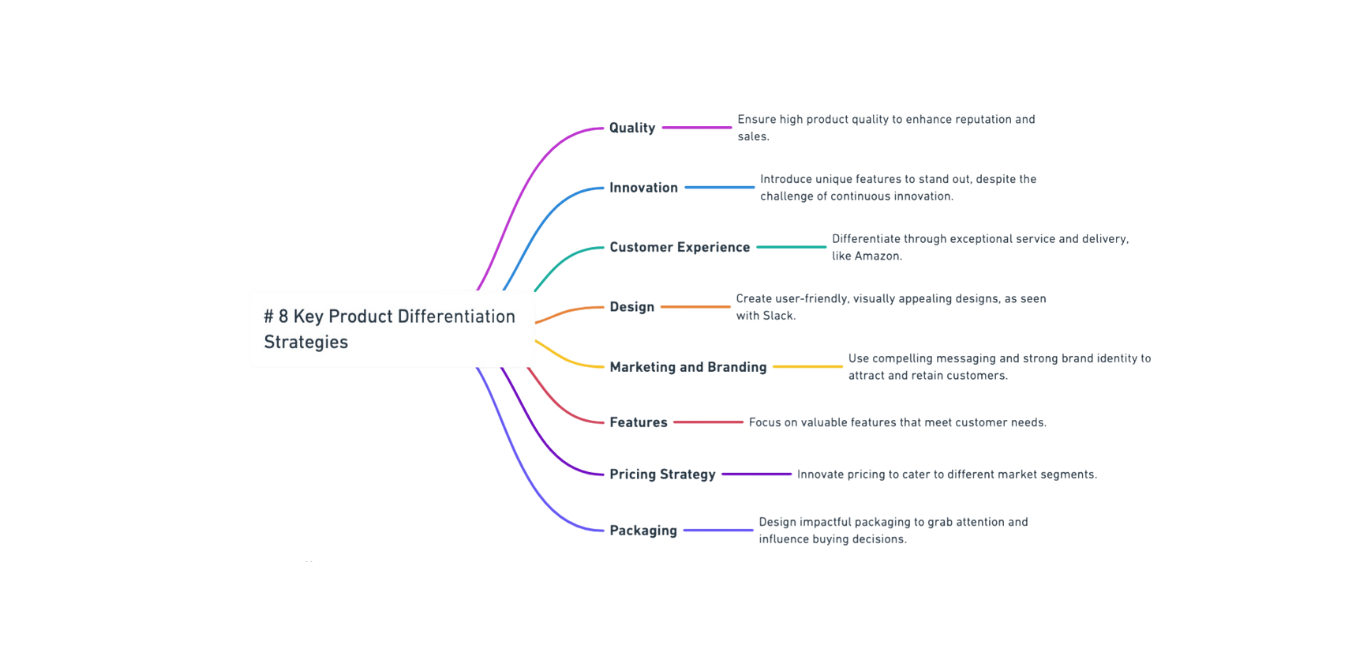 # 8 Key Product Differentiation
Strategies
Quality
Ensure high product quality to enhance reputation and
sales.
Innovation
Introduce unique features to stand out, despite the
challenge of continuous innovation.
Customer Experience
Differentiate through exceptional service and delivery,
like Amazon.
Design
Create user-friendly, visually appealing designs, as seen
with Slack.
Marketing and Branding
Use compelling messaging and strong brand identity to
attract and retain customers.
Features
Focus on valuable features that meet customer needs.
Pricing Strategy
Innovate pricing to cater to different market segments.
Packaging
Design impactful packaging to grab attention and
influence buying decisions.